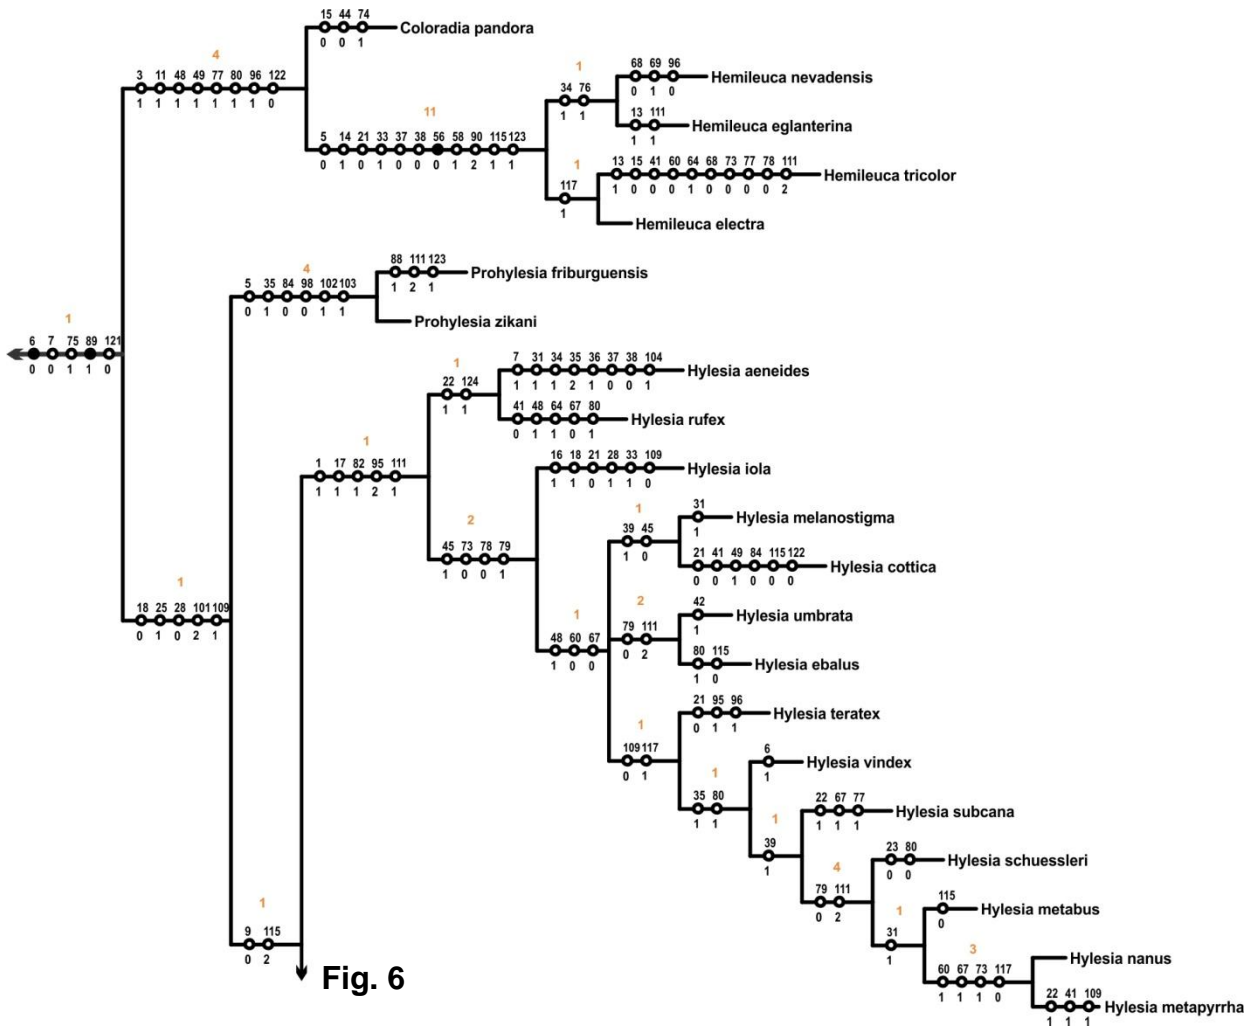 15 44 74
Coloradia pandora
0 0 1
4
3 11 48 49 77 80 96 122
1 1 1 1 1 1 1 0
1
68 69 96
Hemileuca nevadensis
0 1 0
34 76
1 1
11
13 111
Hemileuca eglanterina
1 1
5 14 21 33 37 38 56 58 90 115 123
0 1 0 1 0 0 0 1 2 1 1
1
13 15 41 60 64 68 73 77 78 111
Hemileuca tricolor
1 0 0 0 1 0 0 0 0 2
117
1
Hemileuca electra
4
88 111 123
Prohylesia friburguensis
1 2 1
5 35 84 98 102 103
0 1 0 0 1 1
Prohylesia zikani
1
6 7 75 89 121
0 0 1 1 0
1
7 31 34 35 36 37 38 104
Hylesia aeneides
1 1 1 2 1 0 0 1
22 124
1 1
41 48 64 67 80
Hylesia rufex
0 1 1 0 1
1
1 17 82 95 111
1 1 1 2 1
16 18 21 28 33 109
Hylesia iola
1 1 0 1 1 0
2
45 73 78 79
1 0 0 1
1
31
Hylesia melanostigma
1
39 45
1 0
21 41 49 84 115 122
Hylesia cottica
0 0 1 0 0 0
1
18 25 28 101 109
0 1 0 2 1
2
42
Hylesia umbrata
1
1
79 111
0 2
48 60 67
1 0 0
80 115
Hylesia ebalus
1 0
1
21 95 96
Hylesia teratex
0 1 1
109 117
0 1
1
6
Hylesia vindex
1
35 80
1 1
1
22 67 77
Hylesia subcana
1 1 1
39
1
4
23 80
Hylesia schuessleri
0 0
79 111
0 2
1
115
Hylesia metabus
0
31
1
1
9 115
0 2
3
Hylesia nanus
60 67 73 117
1 1 1 0
22 41 109
Hylesia metapyrrha
1 1 1
Fig. 6